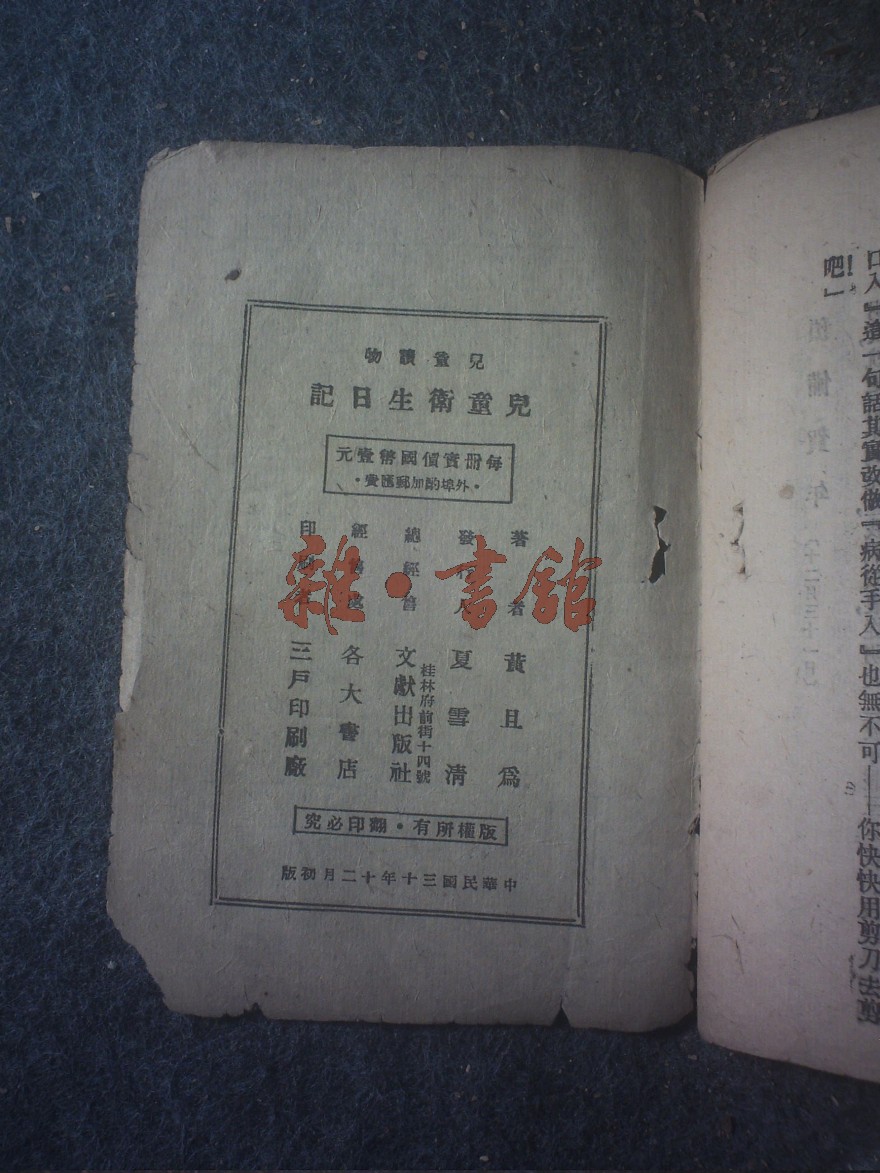 兒童讀物
兒童衛生日記
每冊實價國幣壹元
·外埠酌加郵匯費·
著者 黃且爲
發行人 夏雪清
總經售 文獻出版社
桂林府前街十四號
經售處 各大書店
印刷者 三戶印刷廠
版權所有·翻印必究
中華民國三十年十二月初版
雜·書館
口入』這一句話其實改做『病從手入』也無不可——你快快用剪刀去剪
吧!」